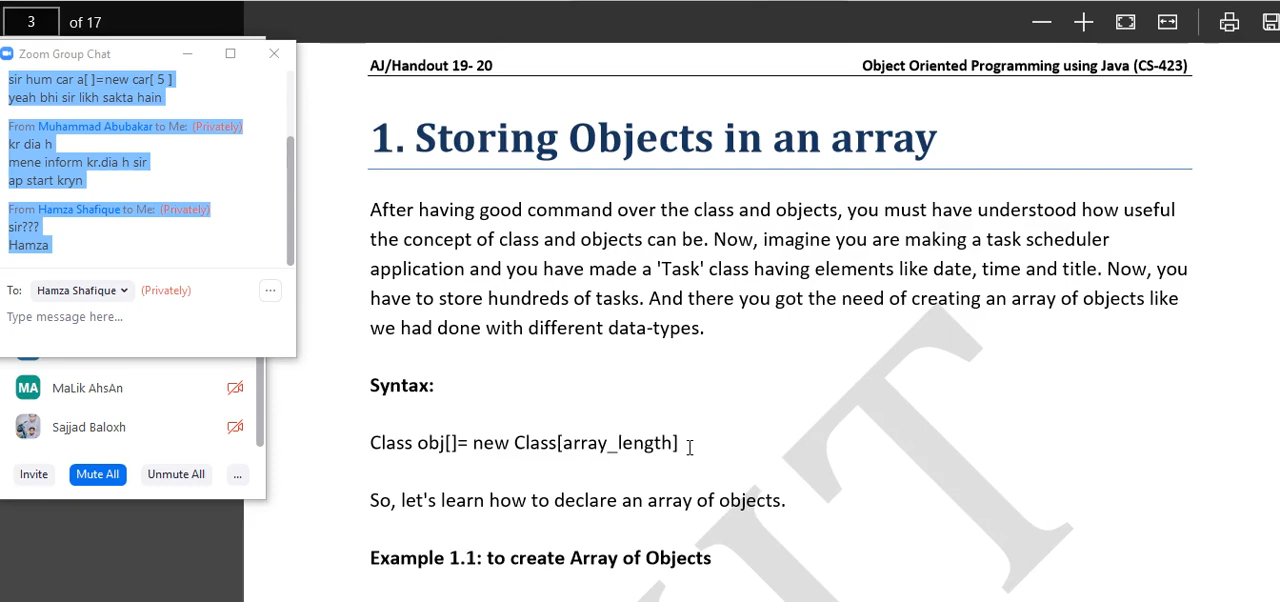 3 of 17
Zoom Group Chat
sir hum car a[ ]=new car[ 5 ]
yeah bhi sir likh sakta hain
From Muhammad Abubakar to Me: (Privately)
kr dia h
mene inform kr.dia h sir
ap start kryn
From Hamza Shafique to Me: (Privately)
sir???
Hamza
To: Hamza Shafique (Privately)
...
Type message here...
MA MaLik AhsAn
Sajjad Baloxh
Invite Mute All Unmute All ...
AJ/Handout 19- 20 Object Oriented Programming using Java (CS-423)
1. Storing Objects in an array
After having good command over the class and objects, you must have understood how useful
the concept of class and objects can be. Now, imagine you are making a task scheduler
application and you have made a 'Task' class having elements like date, time and title. Now, you
have to store hundreds of tasks. And there you got the need of creating an array of objects like
we had done with different data-types.
Syntax:
Class obj[]= new Class[array_length]
So, let's learn how to declare an array of objects.
Example 1.1: to create Array of Objects